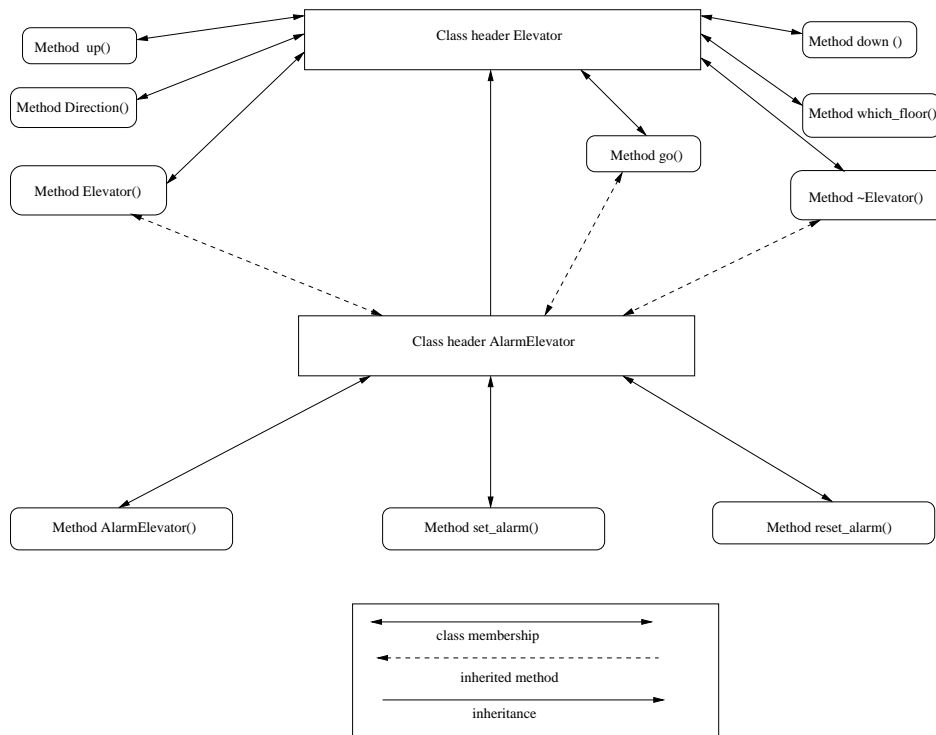 Class header Elevator
Method up()
Method down ()
Method Direction()
Method which_floor()
Method go()
Method Elevator()
Method ~Elevator()
Class header AlarmElevator
Method AlarmElevator()
Method set_alarm()
Method reset_alarm()
class membership
inherited method
inheritance